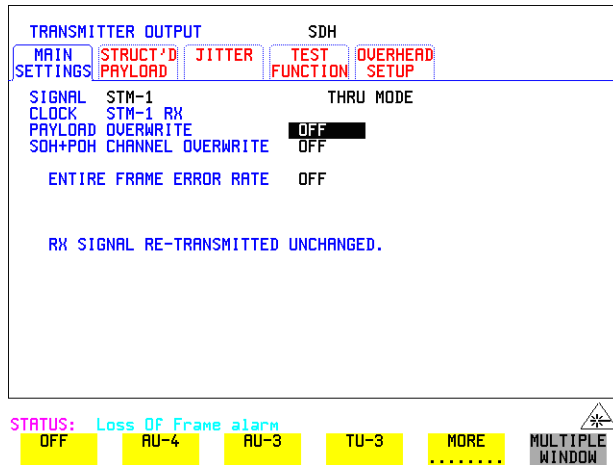 TRANSMITTER OUTPUT SDH
MAIN SETTINGS STRUCT'D PAYLOAD JITTER TEST FUNCTION OVERHEAD SETUP
SIGNAL STM-1 THRU MODE
CLOCK STM-1 RX
PAYLOAD OVERWRITE OFF
SOH+POH CHANNEL OVERWRITE OFF
ENTIRE FRAME ERROR RATE OFF
RX SIGNAL RE-TRANSMITTED UNCHANGED.
STATUS: Loss Of Frame alarm
OFF AU-4 AU-3 TU-3 MORE ........ MULTIPLE WINDOW